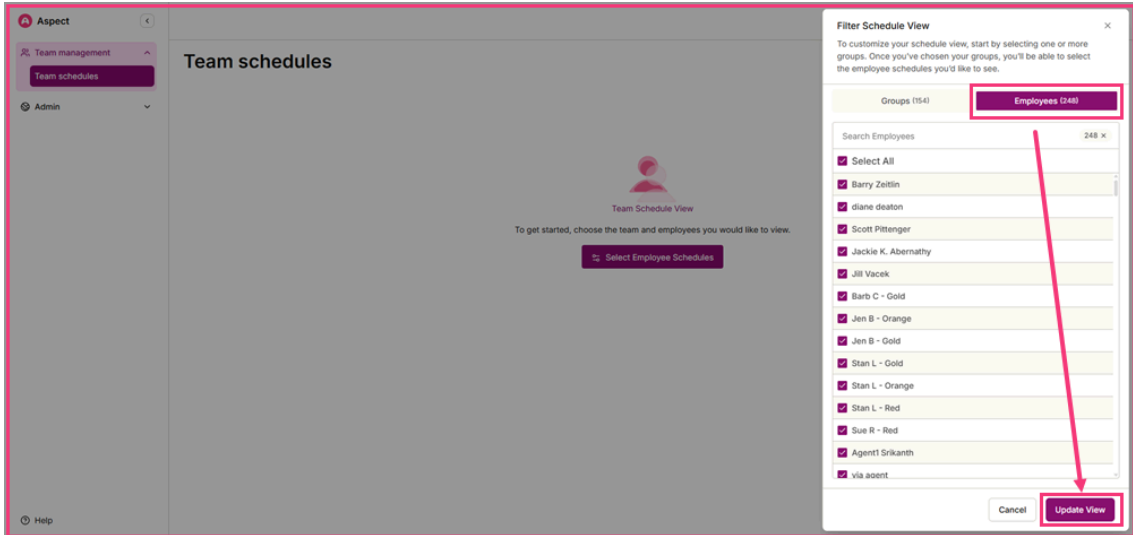 Aspect
Team management
Team schedules
Admin
Help
Team schedules
Team Schedule View
To get started, choose the team and employees you would like to view.
Select Employee Schedules
Filter Schedule View
To customize your schedule view, start by selecting one or more
groups. Once you've chosen your groups, you'll be able to select
the employee schedules you'd like to see.
Groups (154)
Employees (248)
Search Employees
248 ×
Select All
Barry Zeitlin
diane deaton
Scott Pittenger
Jackie K. Abernathy
Jill Vacek
Barb C - Gold
Jen B - Orange
Jen B - Gold
Stan L - Gold
Stan L - Orange
Stan L - Red
Sue R - Red
Agent1 Srikanth
via agent
Cancel
Update View